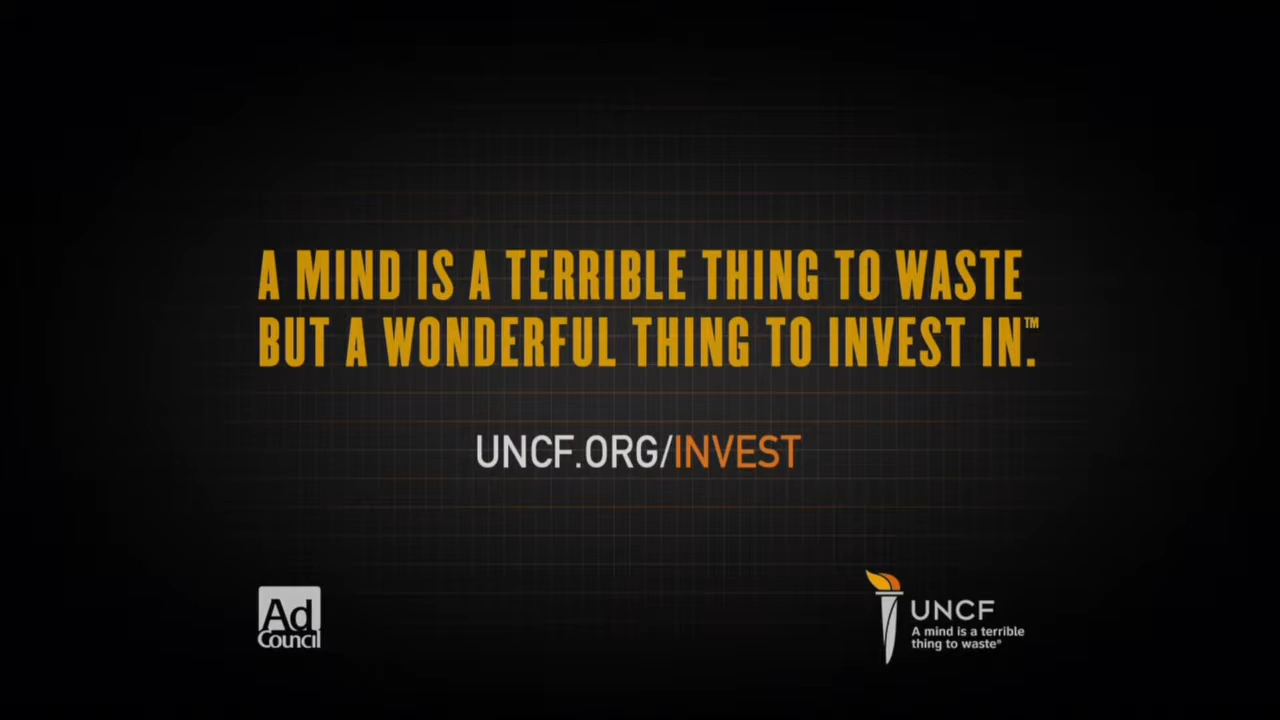 A MIND IS A TERRIBLE THING TO WASTE
BUT A WONDERFUL THING TO INVEST IN.™
UNCF.ORG/INVEST
Ad
Council
UNCF
A mind is a terrible
thing to waste®